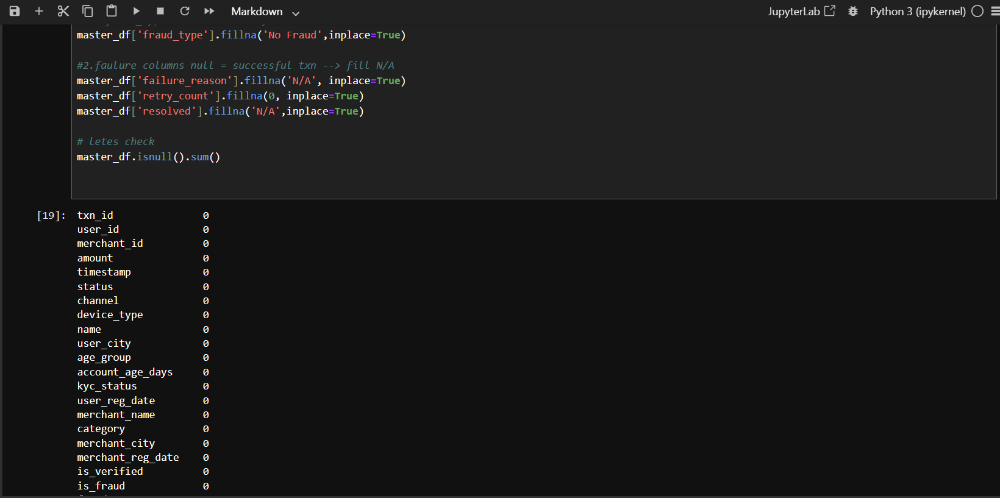 Markdown
JupyterLab
Python 3 (ipykernel)
master_df['fraud_type'].fillna('No Fraud',inplace=True)
#2.faulure columns null = successful txn --> fill N/A
master_df['failure_reason'].fillna('N/A', inplace=True)
master_df['retry_count'].fillna(0, inplace=True)
master_df['resolved'].fillna('N/A',inplace=True)
# letes check
master_df.isnull().sum()
[19]: txn_id 0
user_id 0
merchant_id 0
amount 0
timestamp 0
status 0
channel 0
device_type 0
name 0
user_city 0
age_group 0
account_age_days 0
kyc_status 0
user_reg_date 0
merchant_name 0
category 0
merchant_city 0
merchant_reg_date 0
is_verified 0
is_fraud 0